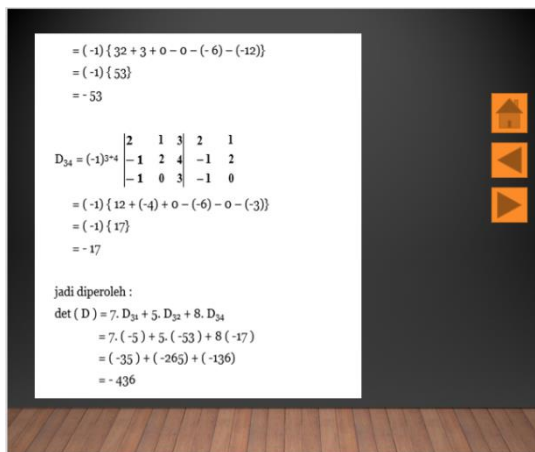 = ( -1) { 32 + 3 + 0 – 0 – (- 6) – (-12)}
= (-1) { 53}
= - 53
|2 1 3| 2 1
D₃₄ = (-1)³⁺⁴ |– 1 2 4| – 1 2
|– 1 0 3| – 1 0
= ( -1) { 12 + (-4) + 0 – (-6) – 0 – (-3)}
= (-1) { 17}
= - 17
jadi diperoleh :
det ( D ) = 7. D₃₁ + 5. D₃₂ + 8. D₃₄
= 7. ( -5) + 5. ( -53) + 8 ( -17)
= ( -35 ) + ( -265) + ( -136)
= - 436